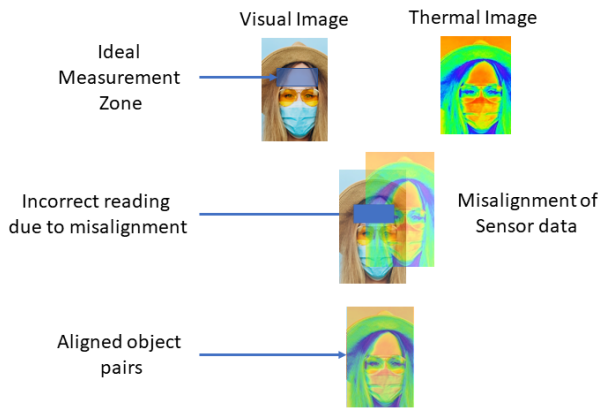 Visual Image
Thermal Image
Ideal
Measurement
Zone
Incorrect reading
due to misalignment
Misalignment of
Sensor data
Aligned object
pairs